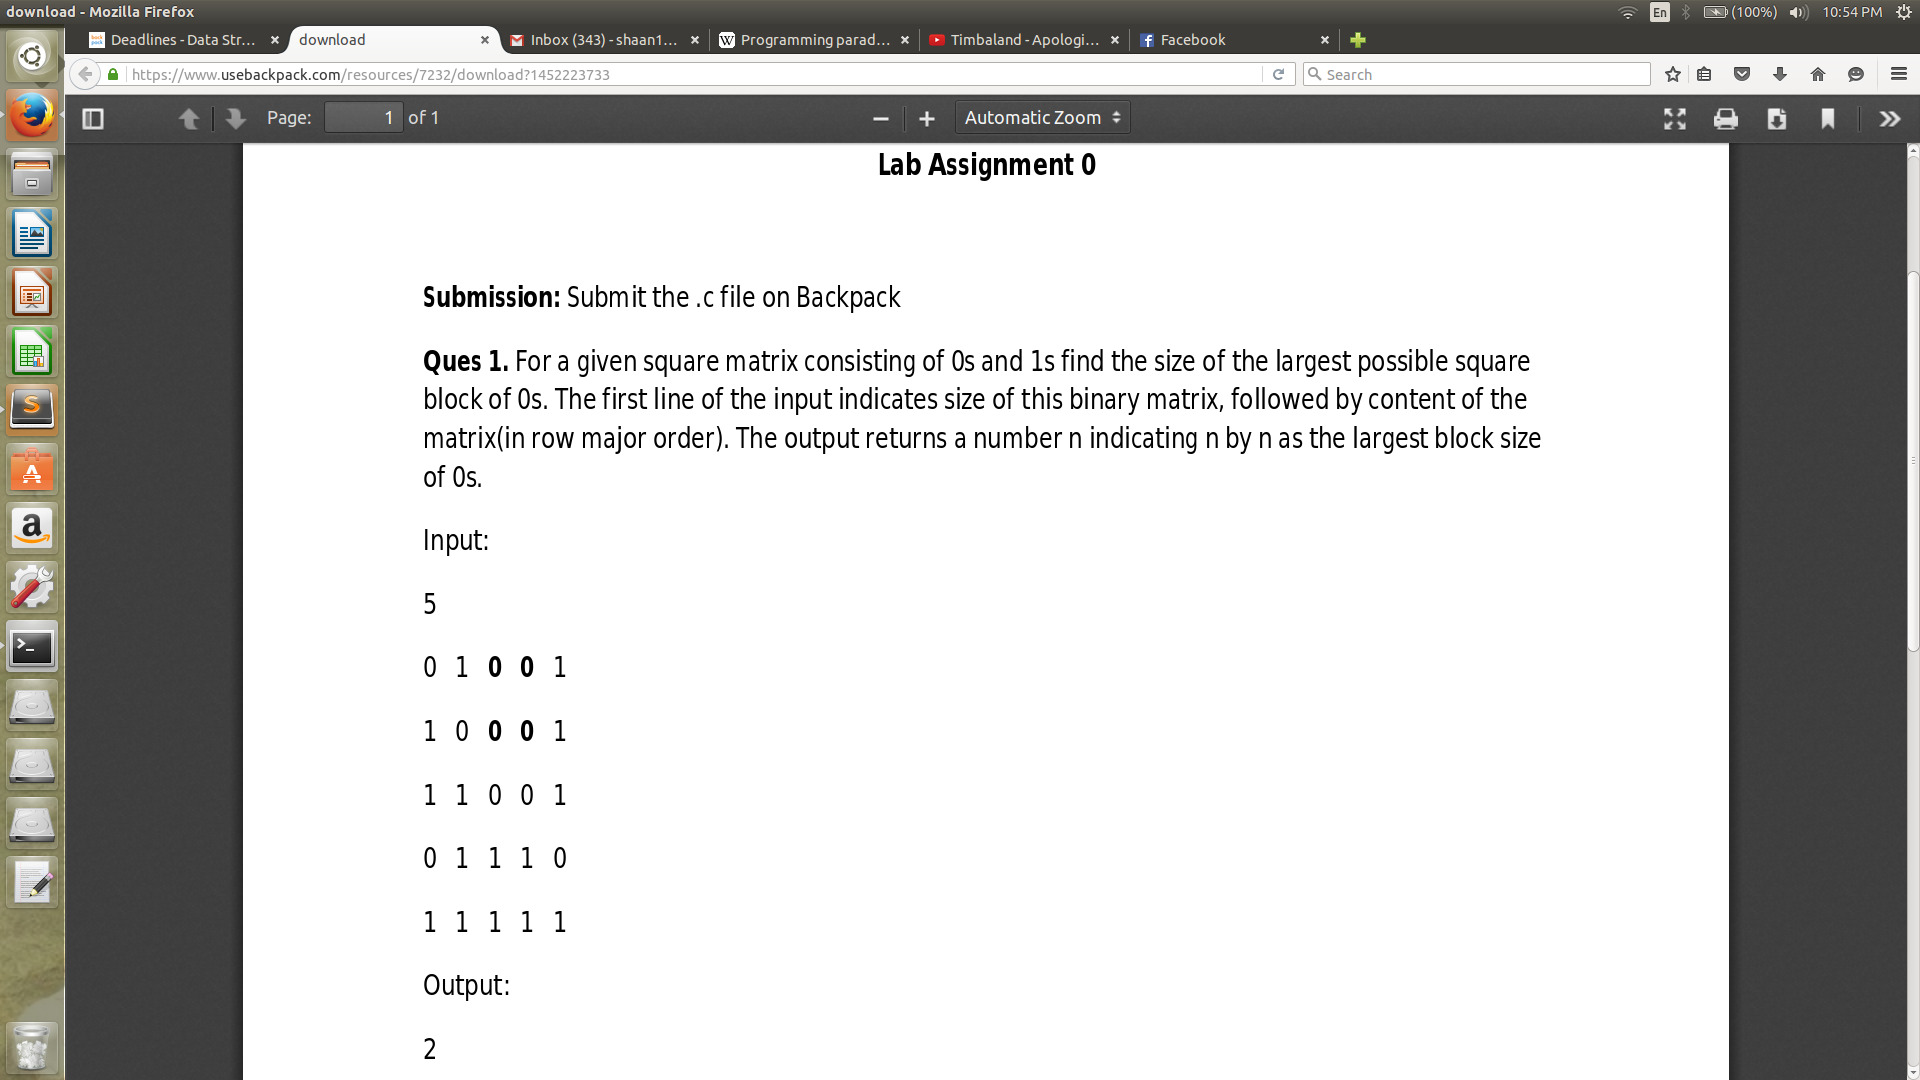 download - Mozilla Firefox
En (100%) 10:54 PM
Deadlines - Data Str... download Inbox (343) - shaan1... Programming parad... Timbaland - Apologi... Facebook
https://www.usebackpack.com/resources/7232/download?1452223733 Search
Page: 1 of 1 Automatic Zoom
Lab Assignment 0
Submission: Submit the .c file on Backpack
Ques 1. For a given square matrix consisting of 0s and 1s find the size of the largest possible square
block of 0s. The first line of the input indicates size of this binary matrix, followed by content of the
matrix(in row major order). The output returns a number n indicating n by n as the largest block size
of 0s.
Input:
5
0 1 0 0 1
1 0 0 0 1
1 1 0 0 1
0 1 1 1 0
1 1 1 1 1
Output:
2